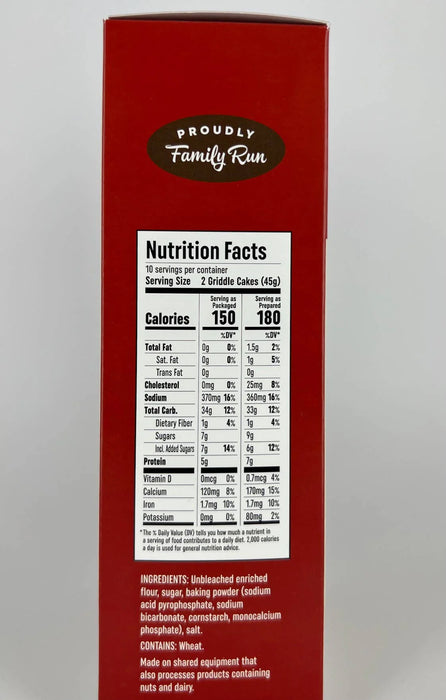 PROUDLY
Family Run
Nutrition Facts
10 servings per container
Serving Size 2 Griddle Cakes (45g)
Serving as Packaged Serving as Prepared
Calories 150 180
%DV* %DV*
Total Fat 0g 0% 1.5g 2%
Sat. Fat 0g 0% 1g 5%
Trans Fat 0g 0g
Cholesterol 0mg 0% 25mg 8%
Sodium 370mg 16% 360mg 16%
Total Carb. 34g 12% 33g 12%
Dietary Fiber 1g 4% 1g 4%
Sugars 7g 9g
Incl. Added Sugars 7g 14% 6g 12%
Protein 5g 7g
Vitamin D 0mcg 0% 0.7mcg 4%
Calcium 120mg 8% 170mg 15%
Iron 1.7mg 10% 1.7mg 10%
Potassium 0mg 0% 80mg 2%
*The % Daily Value (DV) tells you how much a nutrient in
a serving of food contributes to a daily diet. 2,000 calories
a day is used for general nutrition advice.
INGREDIENTS: Unbleached enriched
flour, sugar, baking powder (sodium
acid pyrophosphate, sodium
bicarbonate, cornstarch, monocalcium
phosphate), salt.
CONTAINS: Wheat.
Made on shared equipment that
also processes products containing
nuts and dairy.